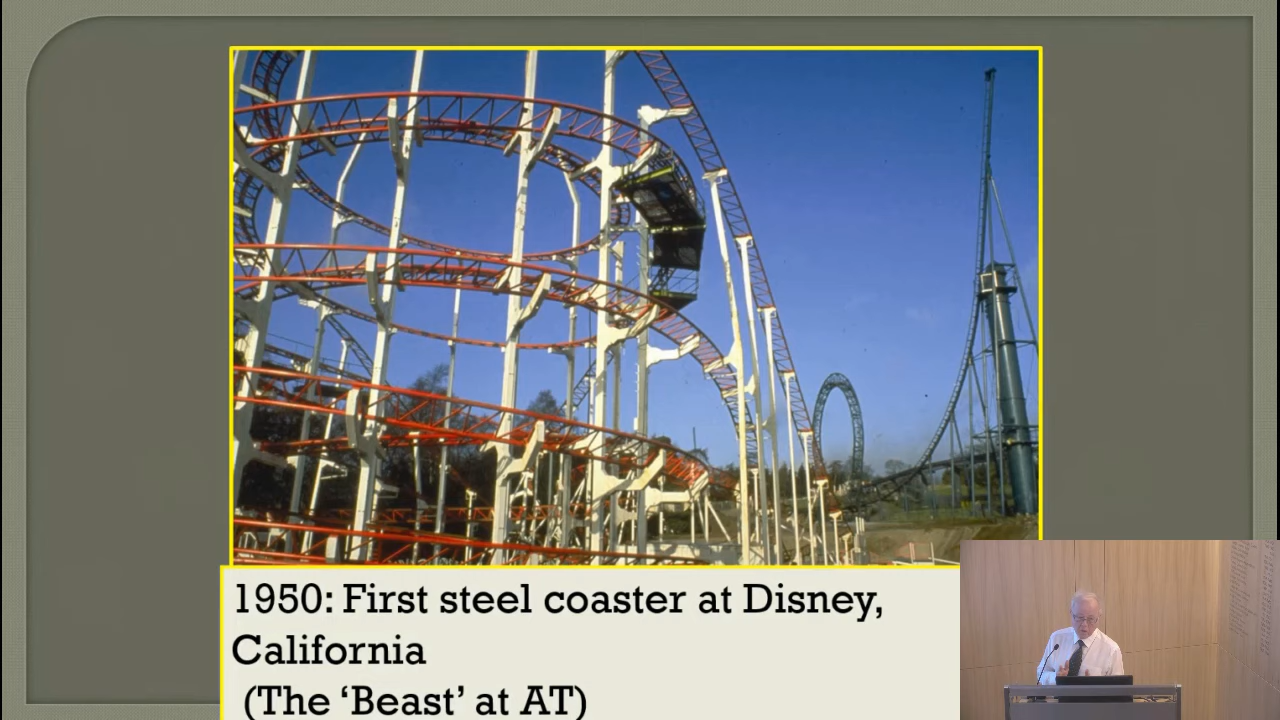 1950: First steel coaster at Disney,
California
(The ‘Beast’ at AT)